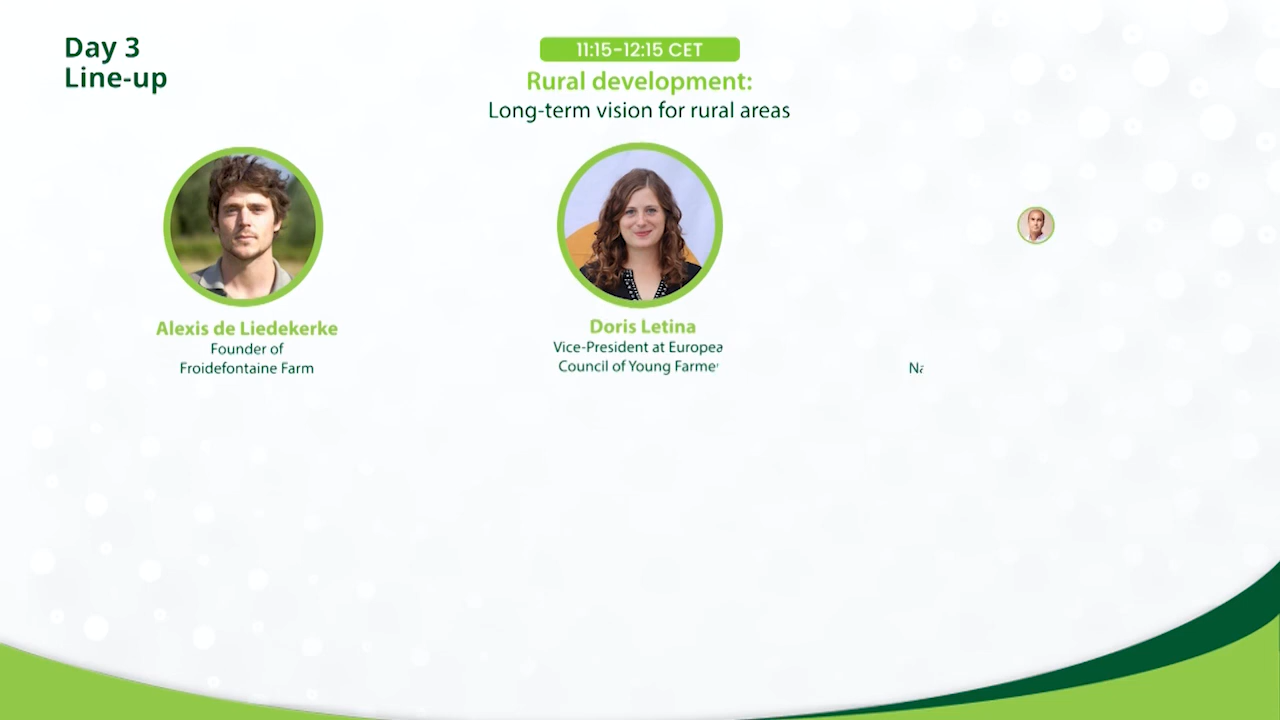 Day 3
Line-up
11:15-12:15 CET
Rural development:
Long-term vision for rural areas
Alexis de Liedekerke
Founder of
Froidefontaine Farm
Doris Letina
Vice-President at Europea
Council of Young Farme